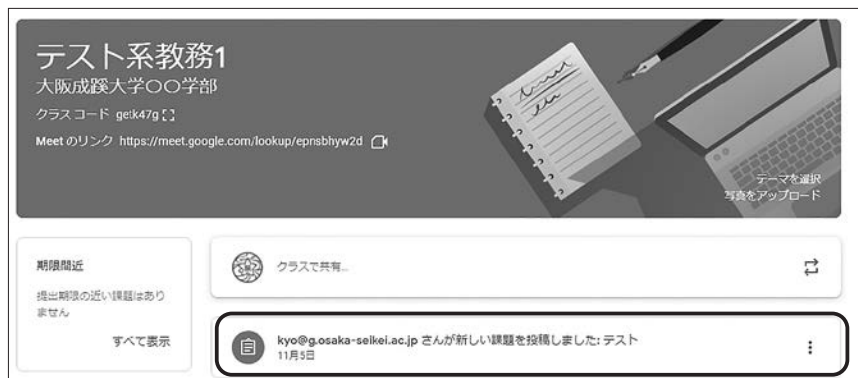 テスト系教務1
大阪成蹊大学〇〇学部
クラスコード getk47g
Meet のリンク https://meet.google.com/lookup/epnsbhyw2d
テーマを選択
写真をアップロード
期限間近
提出期限の近い課題はあり
ません
すべて表示
クラスで共有...
kyo@g.osaka-seikei.ac.jp さんが新しい課題を投稿しました: テスト
11月5日